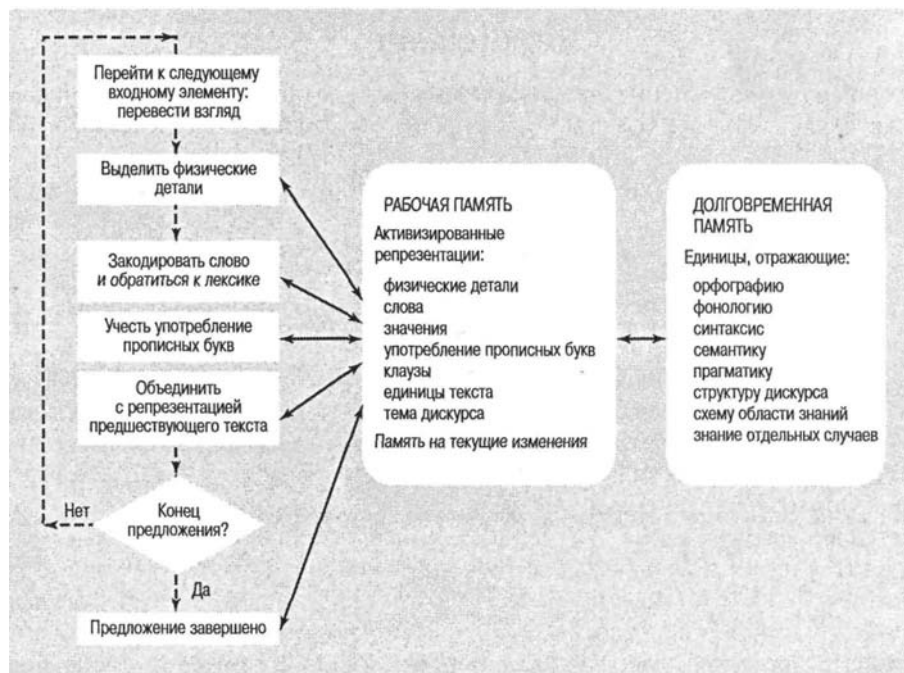 Перейти к следующему
входному элементу:
перевести взгляд
Выделить физические
детали
Закодировать слово
и обратиться к лексике
Учесть употребление
прописных букв
Объединить
с репрезентацией
предшествующего текста
Нет
Конец
предложения?
Да
Предложение завершено
РАБОЧАЯ ПАМЯТЬ
Активизированные
репрезентации:
физические детали
слова
значения
употребление прописных букв
клаузы
единицы текста
тема дискурса
Память на текущие изменения
ДОЛГОВРЕМЕННАЯ
ПАМЯТЬ
Единицы, отражающие:
орфографию
фонологию
синтаксис
семантику
прагматику
структуру дискурса
схему области знаний
знание отдельных случаев